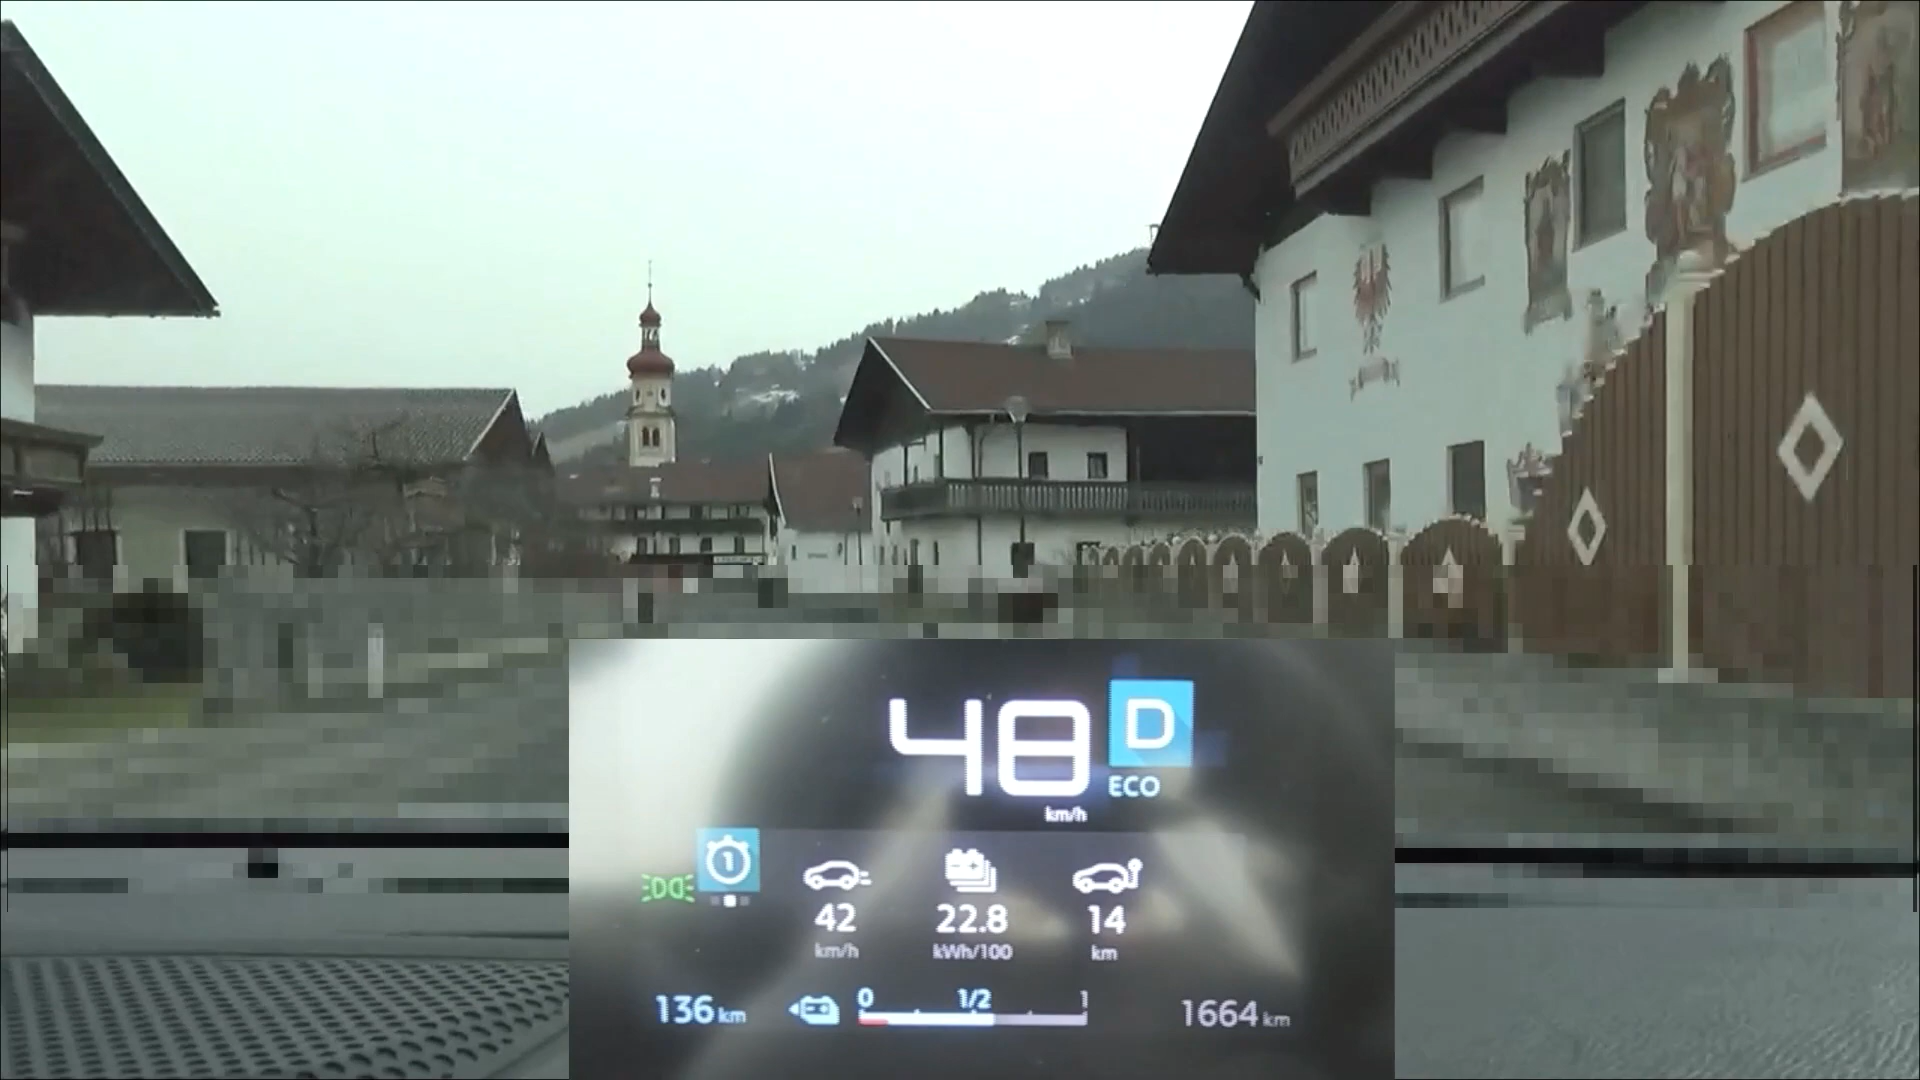 48 D
ECO
km/h
1
42 22.8 14
km/h kWh/100 km
0 1/2 1
136 km 1664 km